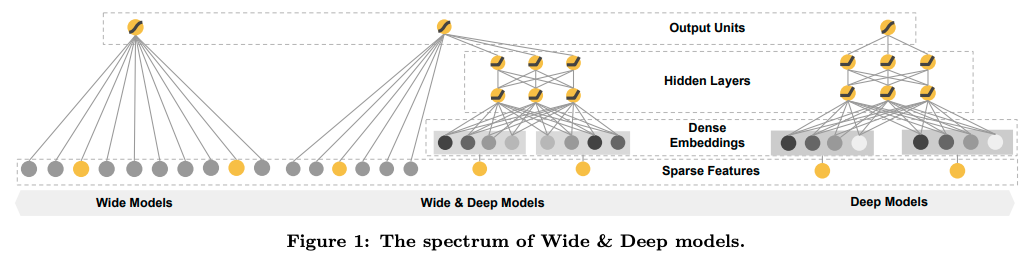 Output Units
Hidden Layers
Dense
Embeddings
Sparse Features
Wide Models
Wide & Deep Models
Deep Models
Figure 1: The spectrum of Wide & Deep models.